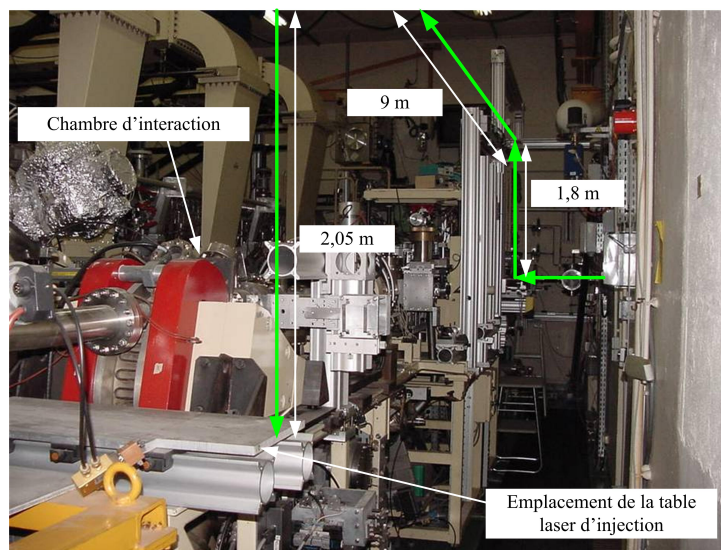 9 m
Chambre d'interaction
1,8 m
2,05 m
Emplacement de la table
laser d'injection